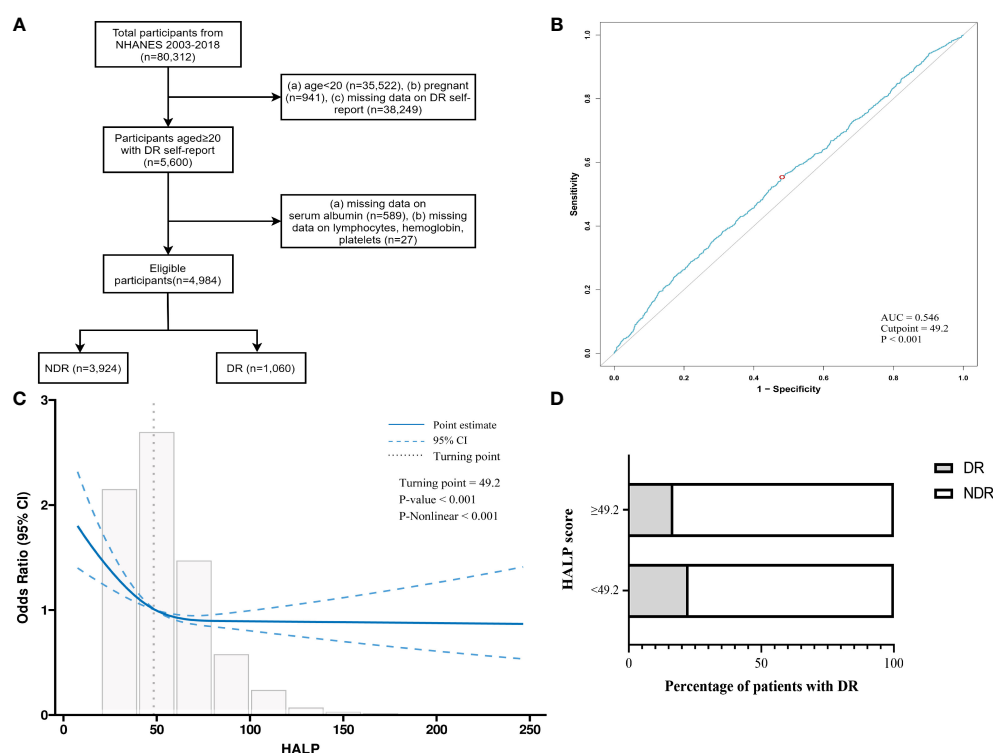 A
Total participants from
NHANES 2003-2018
(n=80,312)
(a) age<20 (n=35,522), (b) pregnant
(n=941), (c) missing data on DR self-
report (n=38,249)
Participants aged≥20
with DR self-report
(n=5,600)
(a) missing data on
serum albumin (n=589), (b) missing
data on lymphocytes, hemoglobin,
platelets (n=27)
Eligible
participants(n=4,984)
NDR (n=3,924)
DR (n=1,060)
B
Sensitivity
1.0
0.8
0.6
0.4
0.2
0.0
AUC = 0.546
Cutpoint = 49.2
P < 0.001
0.0 0.2 0.4 0.6 0.8 1.0
1 − Specificity
C
Odds Ratio (95% CI)
3
2
1
0
Point estimate
95% CI
Turning point
Turning point = 49.2
P-value < 0.001
P-Nonlinear < 0.001
0 50 100 150 200 250
HALP
D
DR
NDR
HALP score
≥49.2
<49.2
0 50 100
Percentage of patients with DR